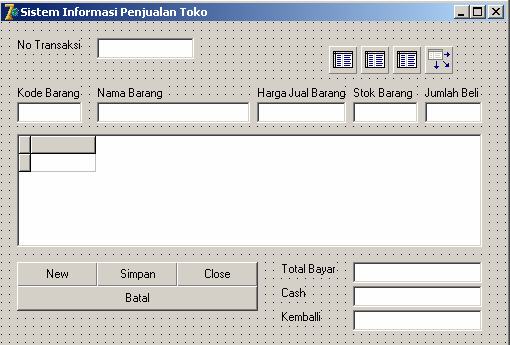 Sistem Informasi Penjualan Toko
No Transaksi
Kode Barang Nama Barang Harga Jual Barang Stok Barang Jumlah Beli
New Simpan Close
Batal
Total Bayar
Cash
Kemballi